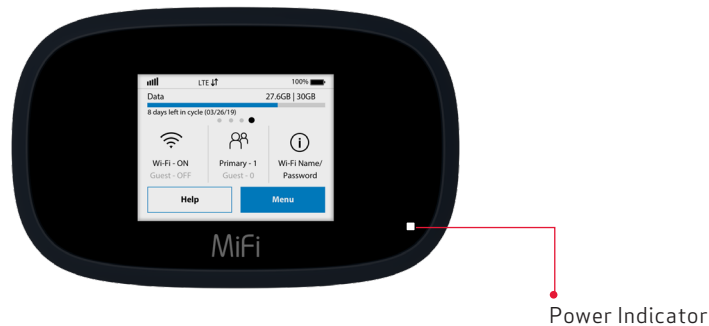 LTE 100%
Data 27.6GB | 30GB
8 days left in cycle (03/26/19)
Wi-Fi - ON Primary - 1 Wi-Fi Name/
Guest - OFF Guest - 0 Password
Help Menu
MiFi
Power Indicator